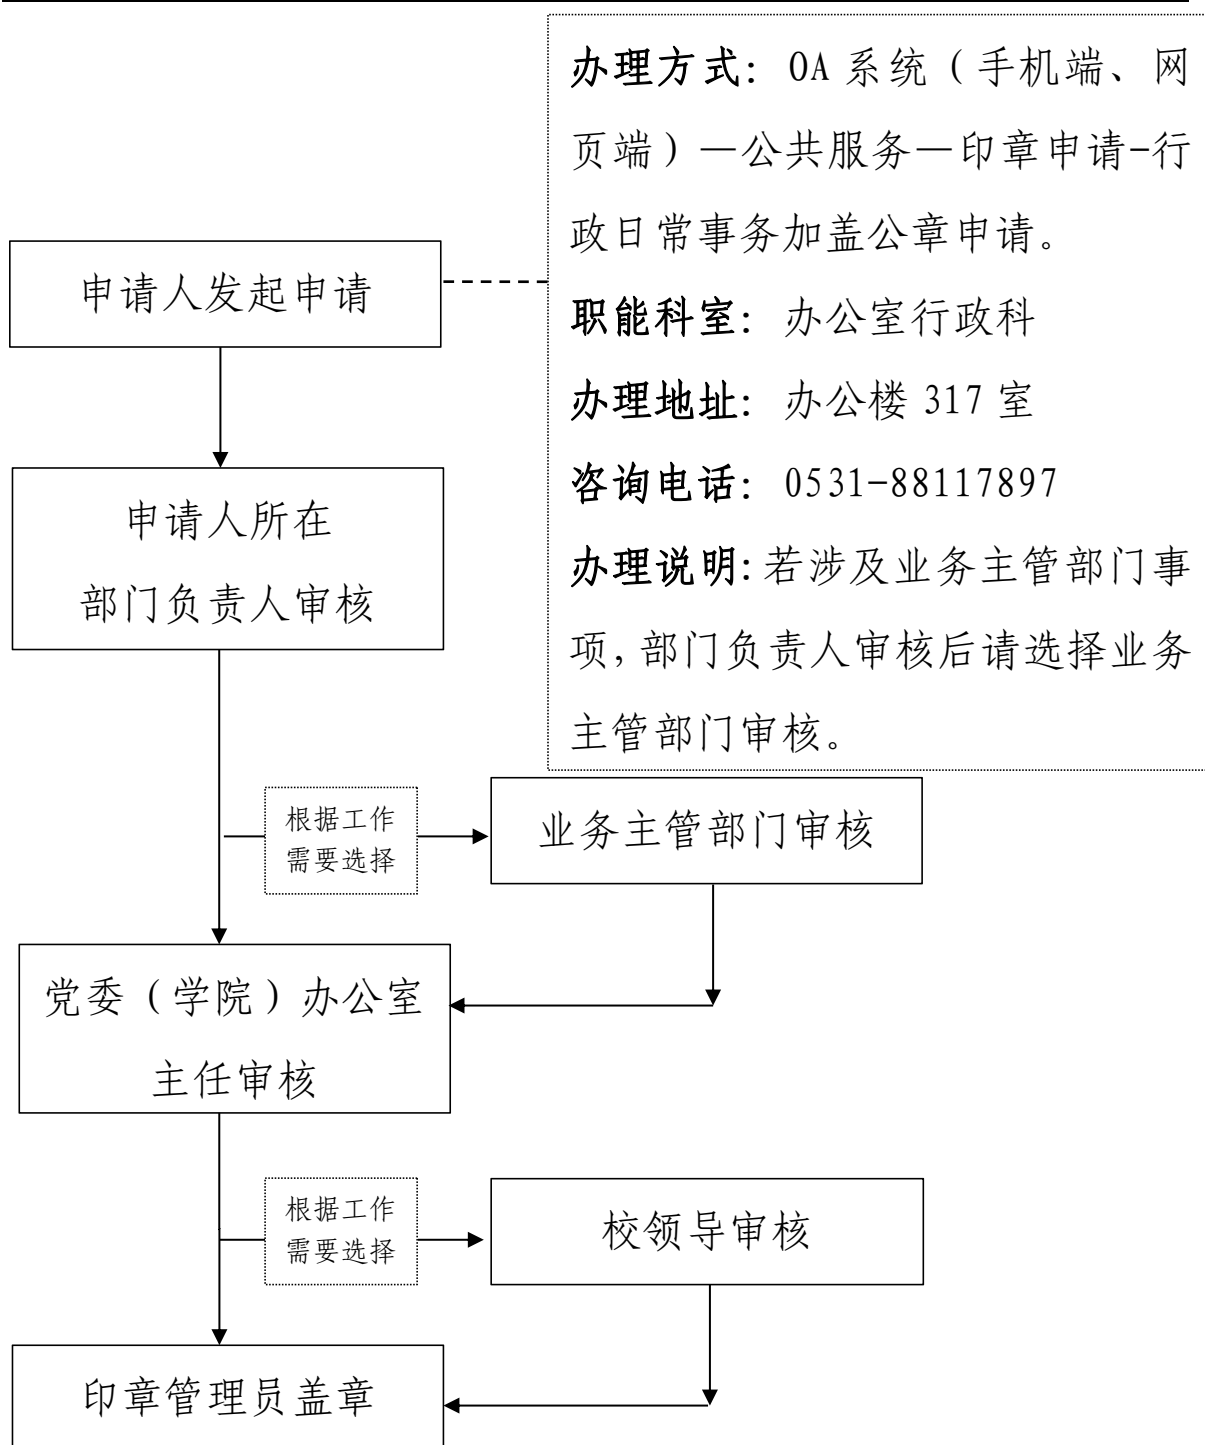 办理方式：OA 系统（手机端、网
页端）—公共服务—印章申请-行
政日常事务加盖公章申请。
职能科室：办公室行政科
办理地址：办公楼 317 室
咨询电话：0531-88117897
办理说明:若涉及业务主管部门事
项,部门负责人审核后请选择业务
主管部门审核。
申请人发起申请
申请人所在
部门负责人审核
根据工作
需要选择
业务主管部门审核
党委（学院）办公室
主任审核
根据工作
需要选择
校领导审核
印章管理员盖章